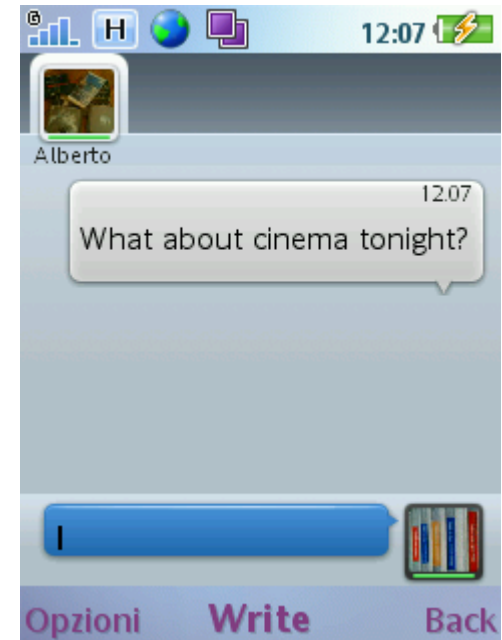 G
H
12:07
Alberto
12.07
What about cinema tonight?
Opzioni Write Back